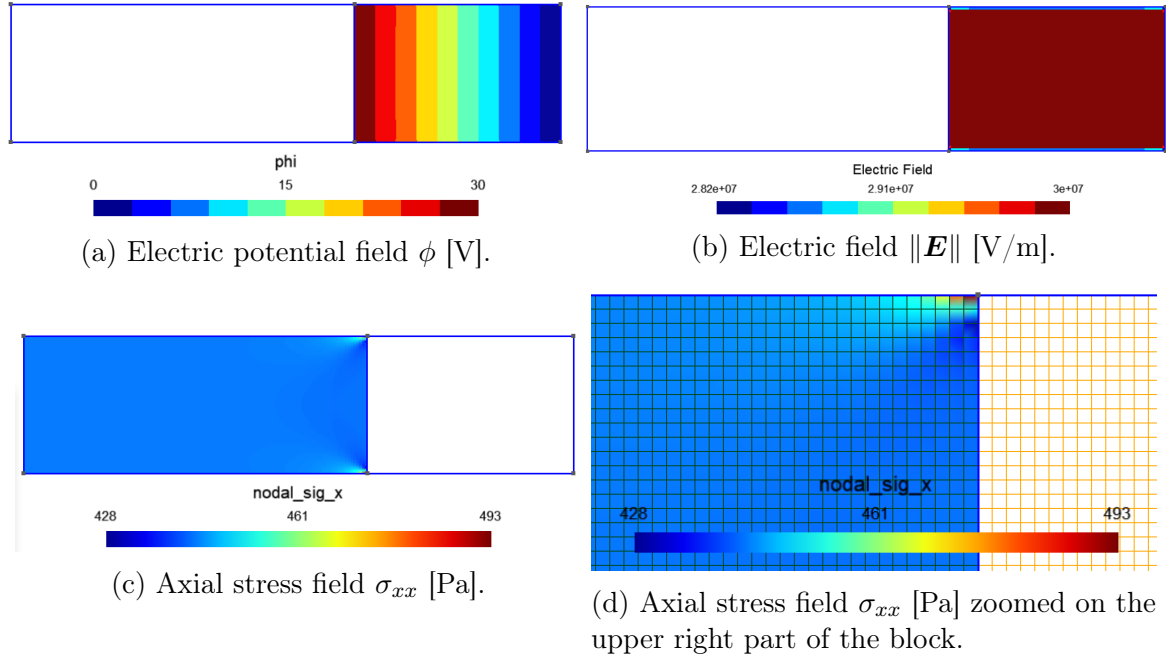 phi
0 15 30
(a) Electric potential field ϕ [V].
Electric Field
2.82e+07 2.91e+07 3e+07
(b) Electric field ‖E‖ [V/m].
nodal_sig_x
428 461 493
(c) Axial stress field σxx [Pa].
nodal_sig_x
428 461 493
(d) Axial stress field σxx [Pa] zoomed on the
upper right part of the block.